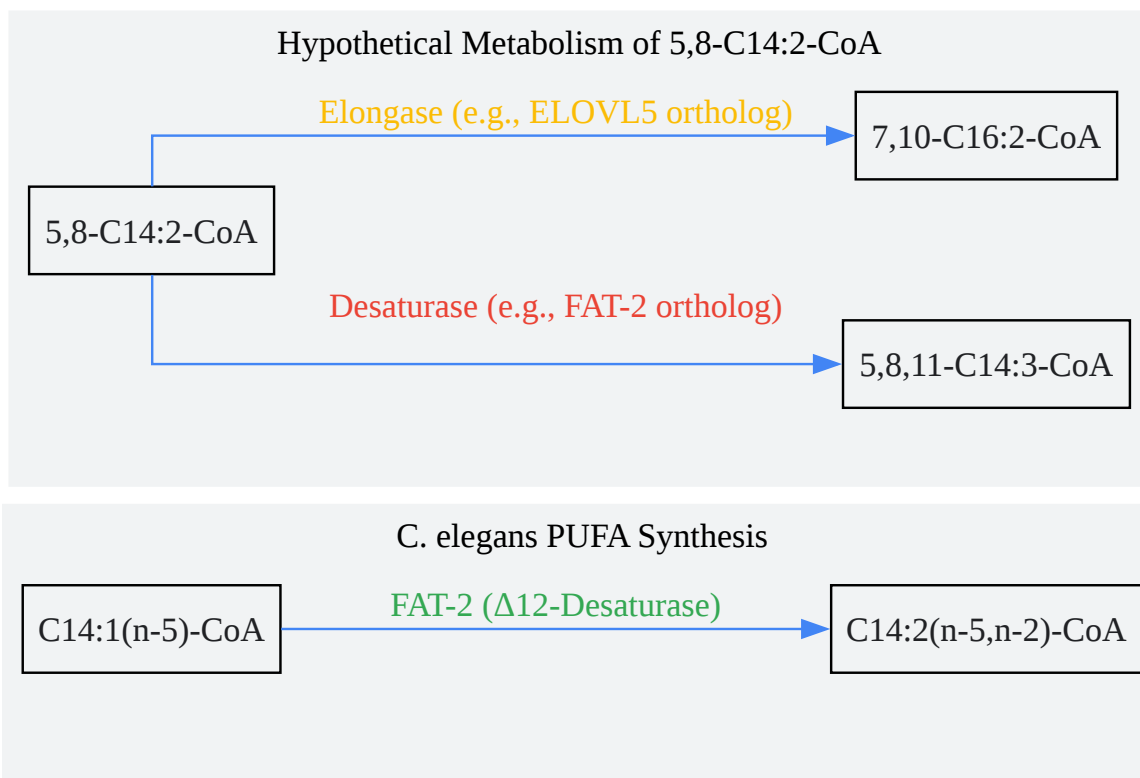 Hypothetical Metabolism of 5,8-C14:2-CoA
Elongase (e.g., ELOVL5 ortholog)
7,10-C16:2-CoA
5,8-C14:2-CoA
Desaturase (e.g., FAT-2 ortholog)
5,8,11-C14:3-CoA
C. elegans PUFA Synthesis
FAT-2 (Δ12-Desaturase)
C14:1(n-5)-CoA
C14:2(n-5,n-2)-CoA